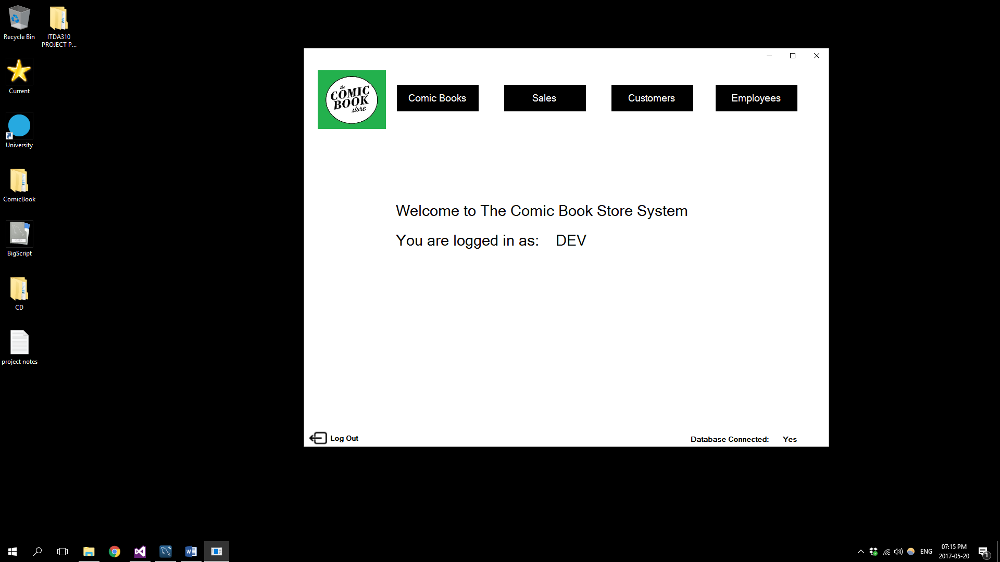 Recycle Bin
ITDA310
PROJECT P...
Current
University
ComicBook
BigScript
CD
project notes
the
COMIC
BOOK
store
Comic Books
Sales
Customers
Employees
Welcome to The Comic Book Store System
You are logged in as: DEV
Log Out
Database Connected: Yes
ENG
07:15 PM
2017-05-20
1